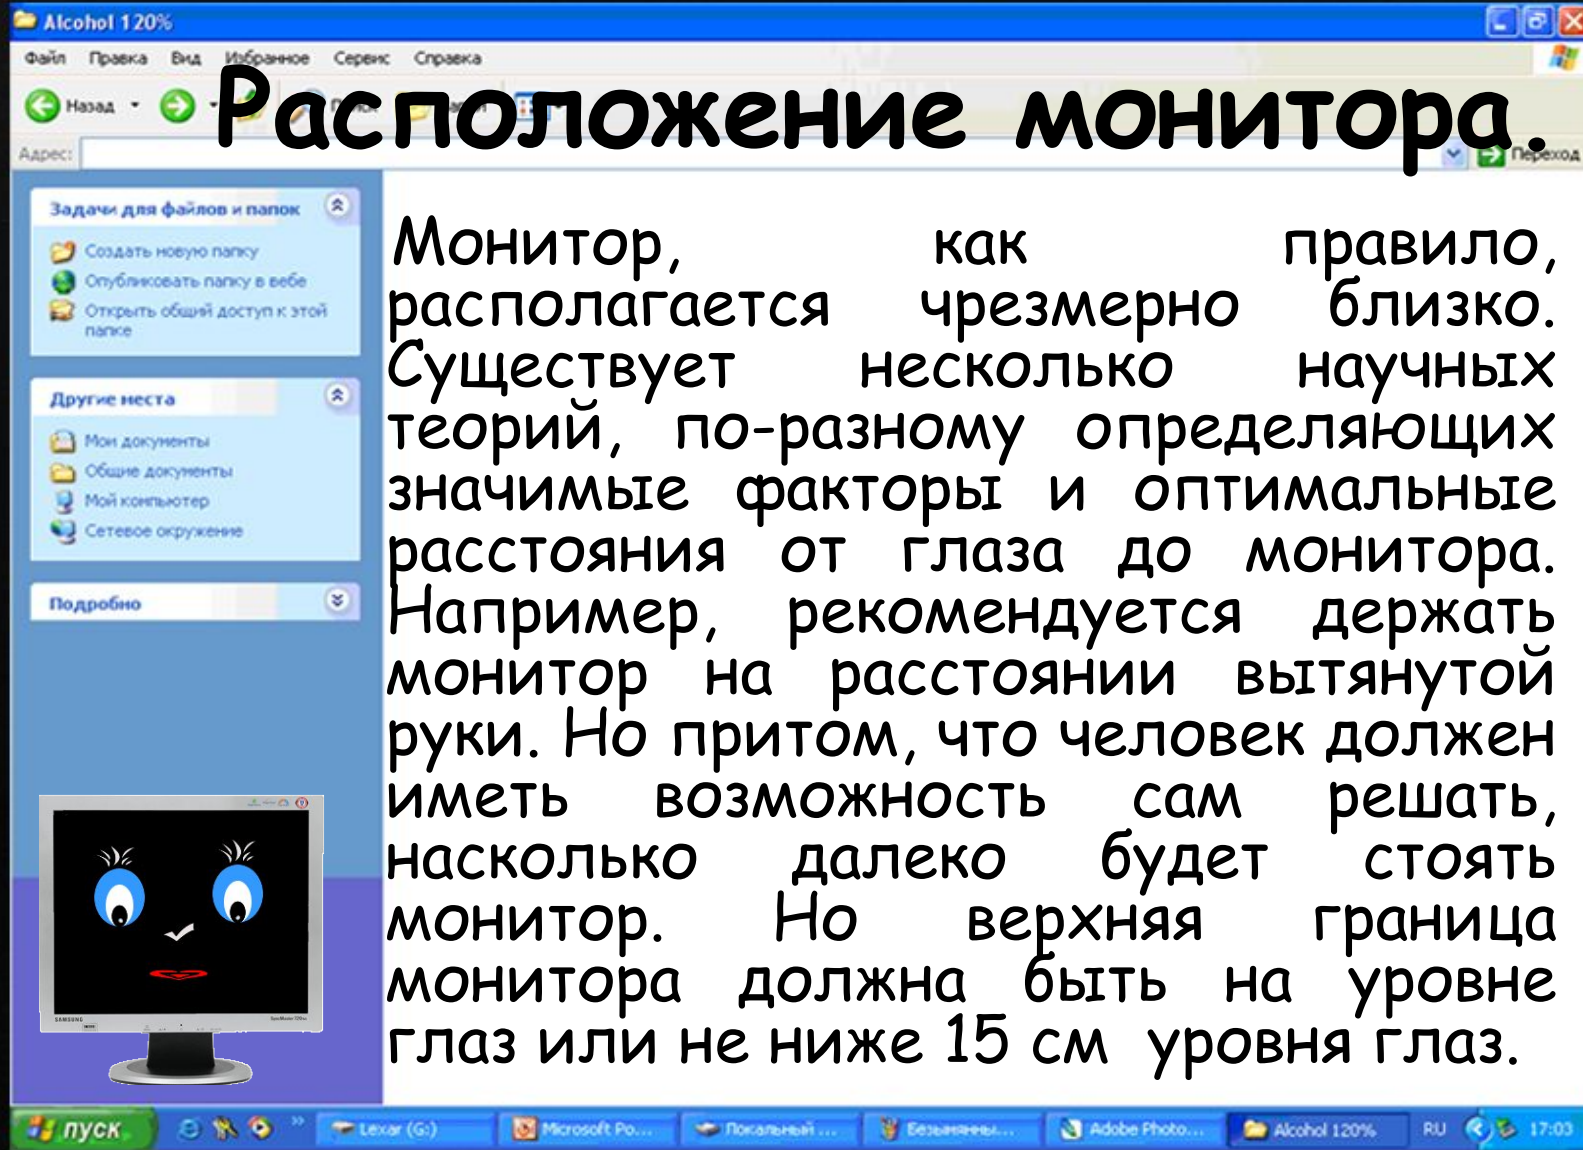 Alcohol 120%
Файл Правка Вид Избранное Сервис Справка
Расположение монитора.
Назад
Адрес:
Переход
Задачи для файлов и папок
Создать новую папку
Опубликовать папку в вебе
Открыть общий доступ к этой
папке
Другие места
Мои документы
Общие документы
Мой компьютер
Сетевое окружение
Подробно
Монитор, как правило,
располагается чрезмерно близко.
Существует несколько научных
теорий, по-разному определяющих
значимые факторы и оптимальные
расстояния от глаза до монитора.
Например, рекомендуется держать
монитор на расстоянии вытянутой
руки. Но притом, что человек должен
иметь возможность сам решать,
насколько далеко будет стоять
монитор. Но верхняя граница
монитора должна быть на уровне
глаз или не ниже 15 см уровня глаз.
SAMSUNG
пуск Lexar (G:) Microsoft Po... Локальный ... Безымянны... Adobe Photo... Alcohol 120% RU 17:03